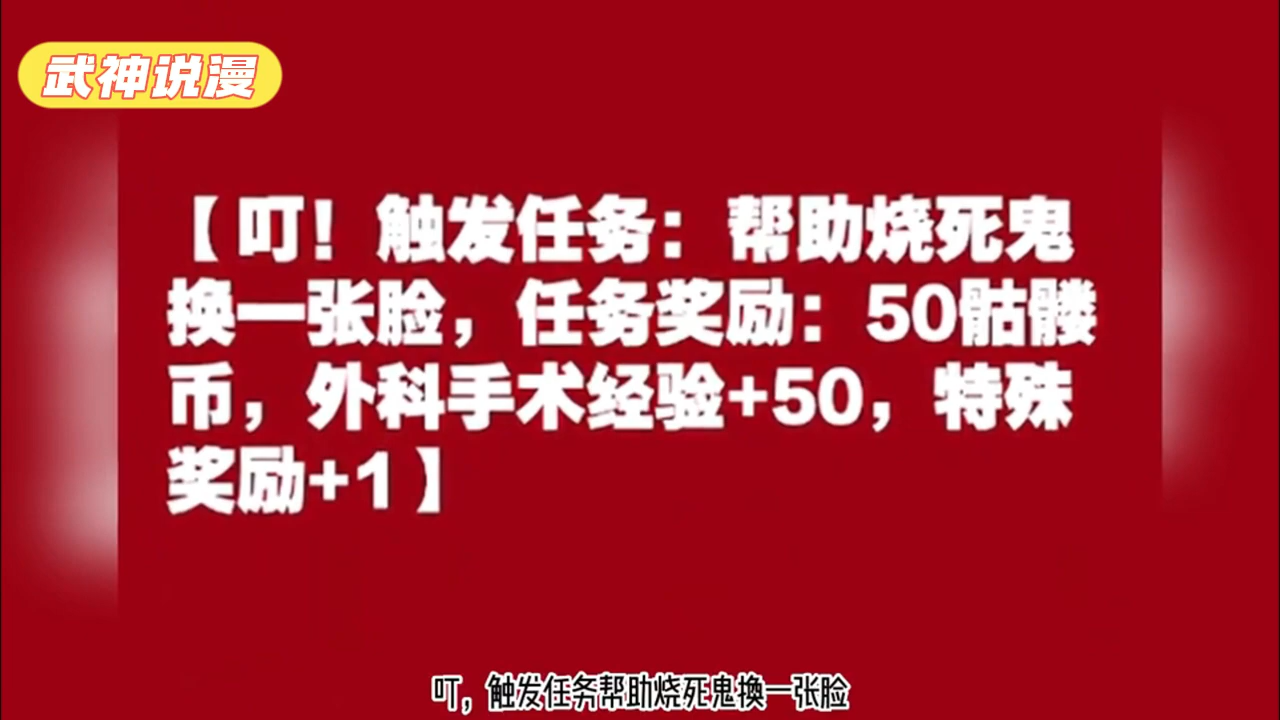 武神说漫
【叮！触发任务：帮助烧死鬼
换一张脸，任务奖励：50骷髅
币，外科手术经验+50，特殊
奖励+1】
叮，触发任务帮助烧死鬼換一张脸